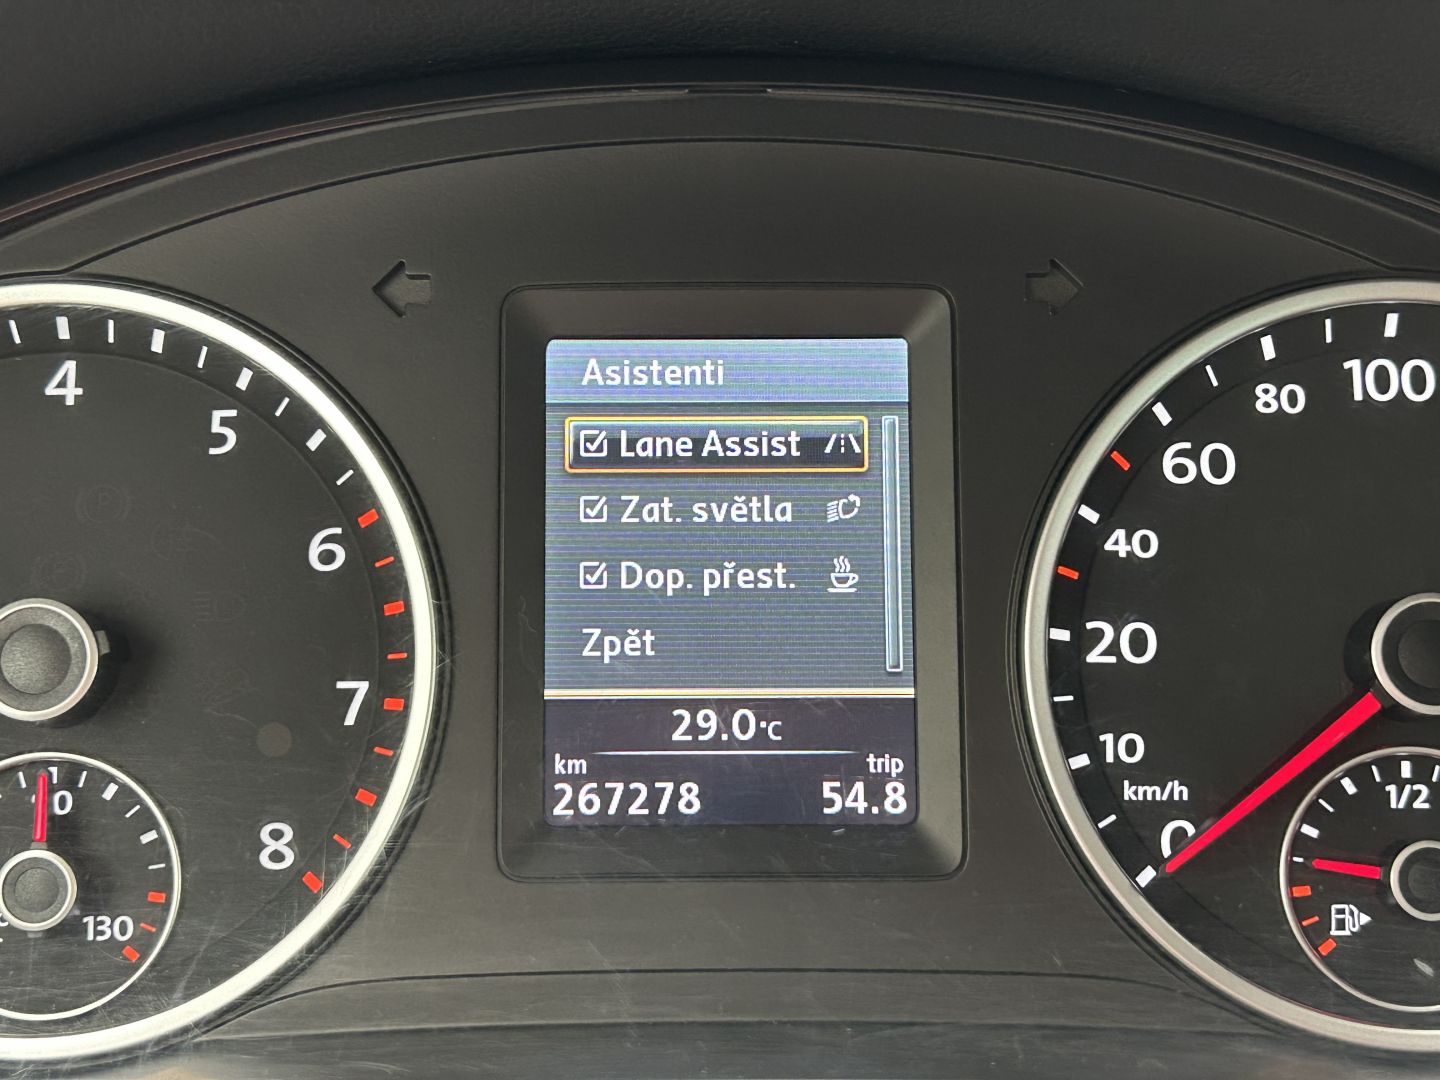 Asistenti
Lane Assist
Zat. světla
Dop. přest.
Zpět
29.0°C
km trip
267278 54.8
4
5
6
7
8
130
100
80
60
40
20
10
km/h
0
1/2